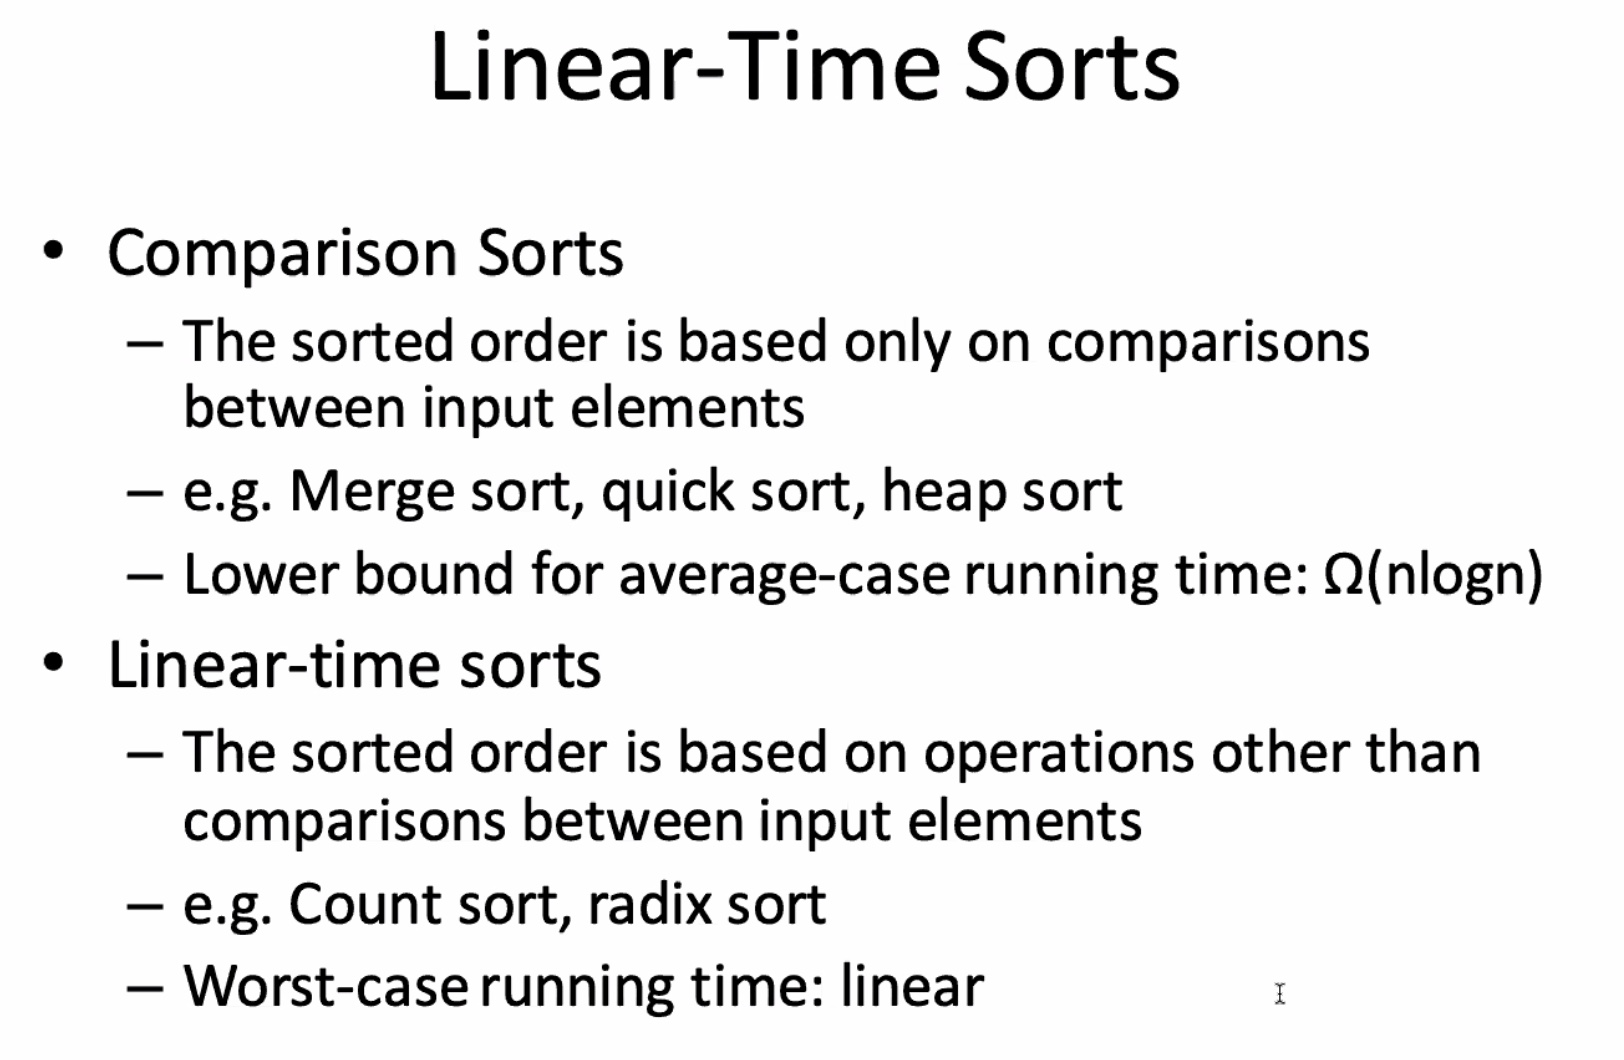 Linear-Time Sorts
• Comparison Sorts
– The sorted order is based only on comparisons
between input elements
– e.g. Merge sort, quick sort, heap sort
– Lower bound for average-case running time: Ω(nlogn)
• Linear-time sorts
– The sorted order is based on operations other than
comparisons between input elements
– e.g. Count sort, radix sort
– Worst-case running time: linear